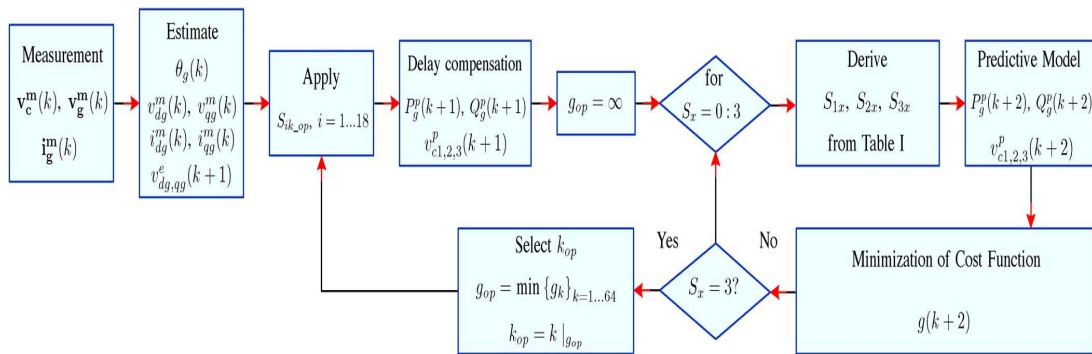 Measurement
v_c^m(k), v_g^m(k)
i_g^m(k)
Estimate
θ_g(k)
v_dg^m(k), v_qg^m(k)
i_dg^m(k), i_qg^m(k)
v_dg,qg^e(k+1)
Apply
S_ik_op, i = 1...18
Delay compensation
P_g^p(k+1), Q_g^p(k+1)
v_c1,2,3^p(k+1)
g_op = ∞
for
S_x = 0 : 3
Derive
S_1x, S_2x, S_3x
from Table I
Predictive Model
P_g^p(k+2), Q_g^p(k+2)
v_c1,2,3^p(k+2)
Minimization of Cost Function
g(k+2)
No
S_x = 3?
Yes
Select k_op
g_op = min {g_k}_k=1...64
k_op = k |_g_op